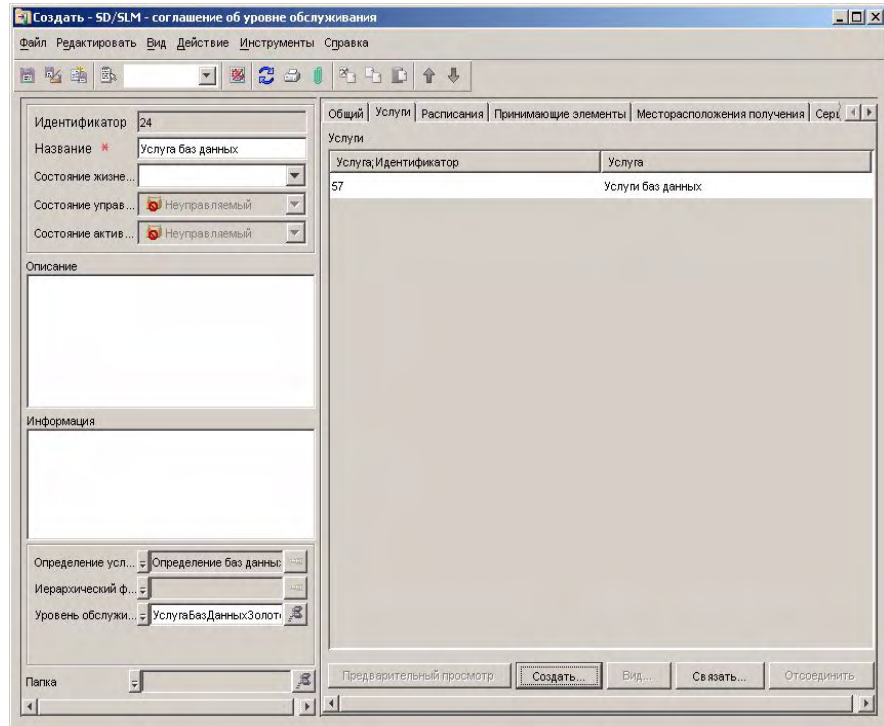 Создать - SD/SLM - соглашение об уровне обслуживания
Файл Редактировать Вид Действие Инструменты Справка
Идентификатор 24
Название * Услуга баз данных
Состояние жизне...
Состояние управ... Неуправляемый
Состояние актив... Неуправляемый
Описание
Информация
Определение усл... Определение баз данных
Иерархический ф...
Уровень обслужи... УслугаБазДанныхЗолот
Папка
Общий Услуги Расписания Принимающие элементы Месторасположения получения Серв
Услуги
Услуга;Идентификатор Услуга
57 Услуги баз данных
Предварительный просмотр Создать... Вид... Связать... Отсоединить